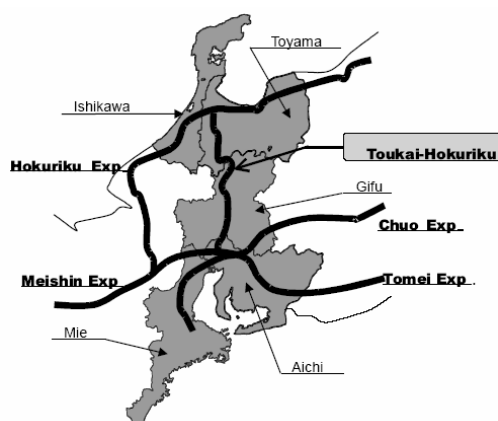 Toyama
Ishikawa
Toukai-Hokuriku
Hokuriku Exp
Gifu
Chuo Exp
Meishin Exp
Tomei Exp.
Mie
Aichi